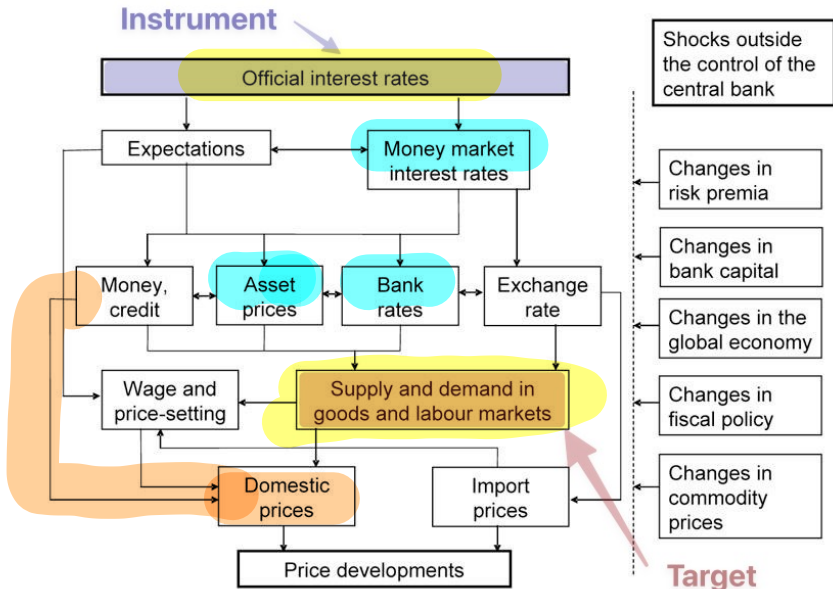 Instrument
Official interest rates
Shocks outside
the control of the
central bank
Expectations
Money market
interest rates
Changes in
risk premia
Money,
credit
Asset
prices
Bank
rates
Exchange
rate
Changes in
bank capital
Changes in the
global economy
Wage and
price-setting
Supply and demand in
goods and labour markets
Changes in
fiscal policy
Domestic
prices
Import
prices
Changes in
commodity
prices
Price developments
Target